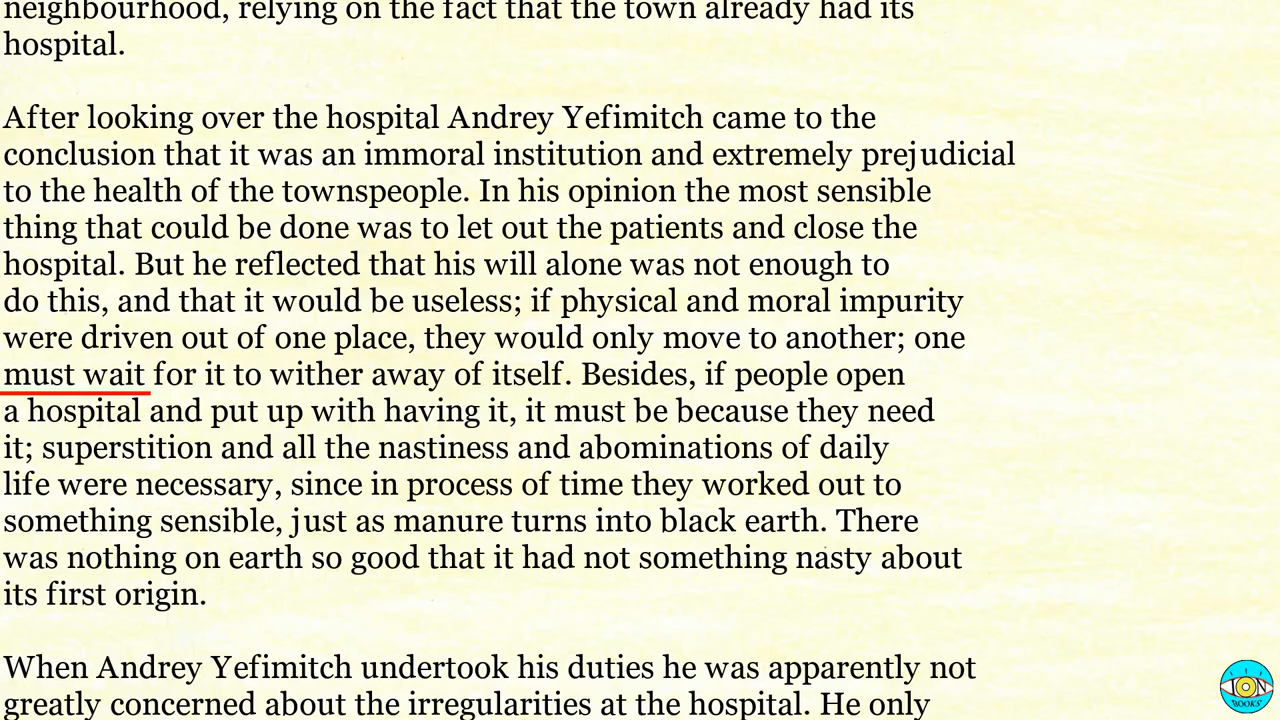 neighbourhood, relying on the fact that the town already had its
hospital.
After looking over the hospital Andrey Yefimitch came to the
conclusion that it was an immoral institution and extremely prejudicial
to the health of the townspeople. In his opinion the most sensible
thing that could be done was to let out the patients and close the
hospital. But he reflected that his will alone was not enough to
do this, and that it would be useless; if physical and moral impurity
were driven out of one place, they would only move to another; one
must wait for it to wither away of itself. Besides, if people open
a hospital and put up with having it, it must be because they need
it; superstition and all the nastiness and abominations of daily
life were necessary, since in process of time they worked out to
something sensible, just as manure turns into black earth. There
was nothing on earth so good that it had not something nasty about
its first origin.
When Andrey Yefimitch undertook his duties he was apparently not
greatly concerned about the irregularities at the hospital. He only
ION
BOOKS